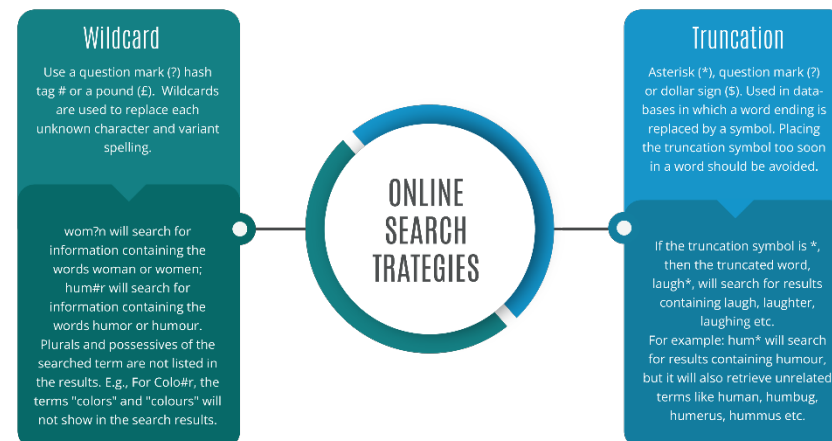 Wildcard
Use a question mark (?) hash
tag # or a pound (£). Wildcards
are used to replace each
unknown character and variant
spelling.
wom?n will search for
information containing the
words woman or women;
hum#r will search for
information containing the
words humor or humour.
Plurals and possessives of the
searched term are not listed in
the results. E.g., For Colo#r, the
terms "colors" and "colours" will
not show in the search results.
ONLINE
SEARCH
TRATEGIES
Truncation
Asterisk (*), question mark (?)
or dollar sign ($). Used in data-
bases in which a word ending is
replaced by a symbol. Placing
the truncation symbol too soon
in a word should be avoided.
If the truncation symbol is *,
then the truncated word,
laugh*, will search for results
containing laugh, laughter,
laughing etc.
For example: hum* will search
for results containing humour,
but it will also retrieve unrelated
terms like human, humbug,
humerus, hummus etc.